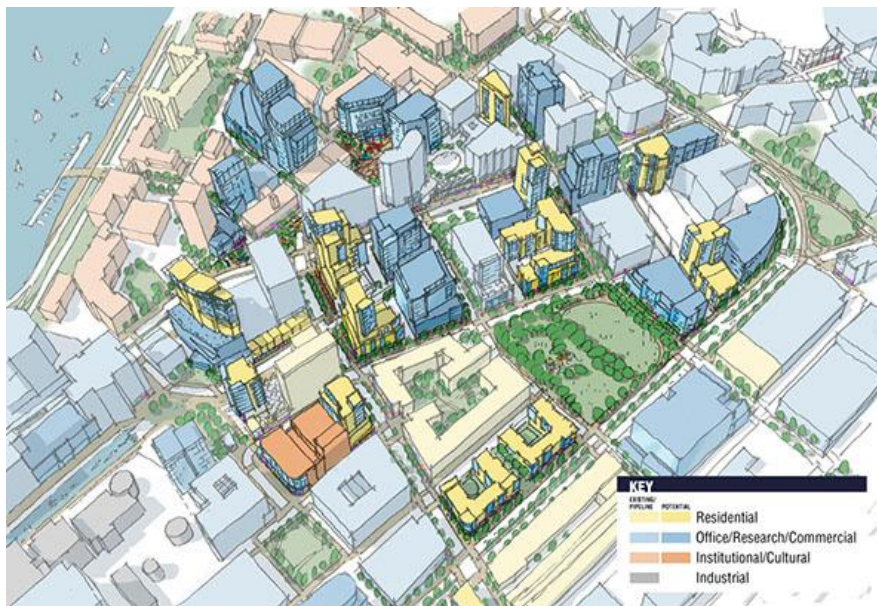 KEY
EXISTING/
PIPELINE POTENTIAL
Residential
Office/Research/Commercial
Institutional/Cultural
Industrial